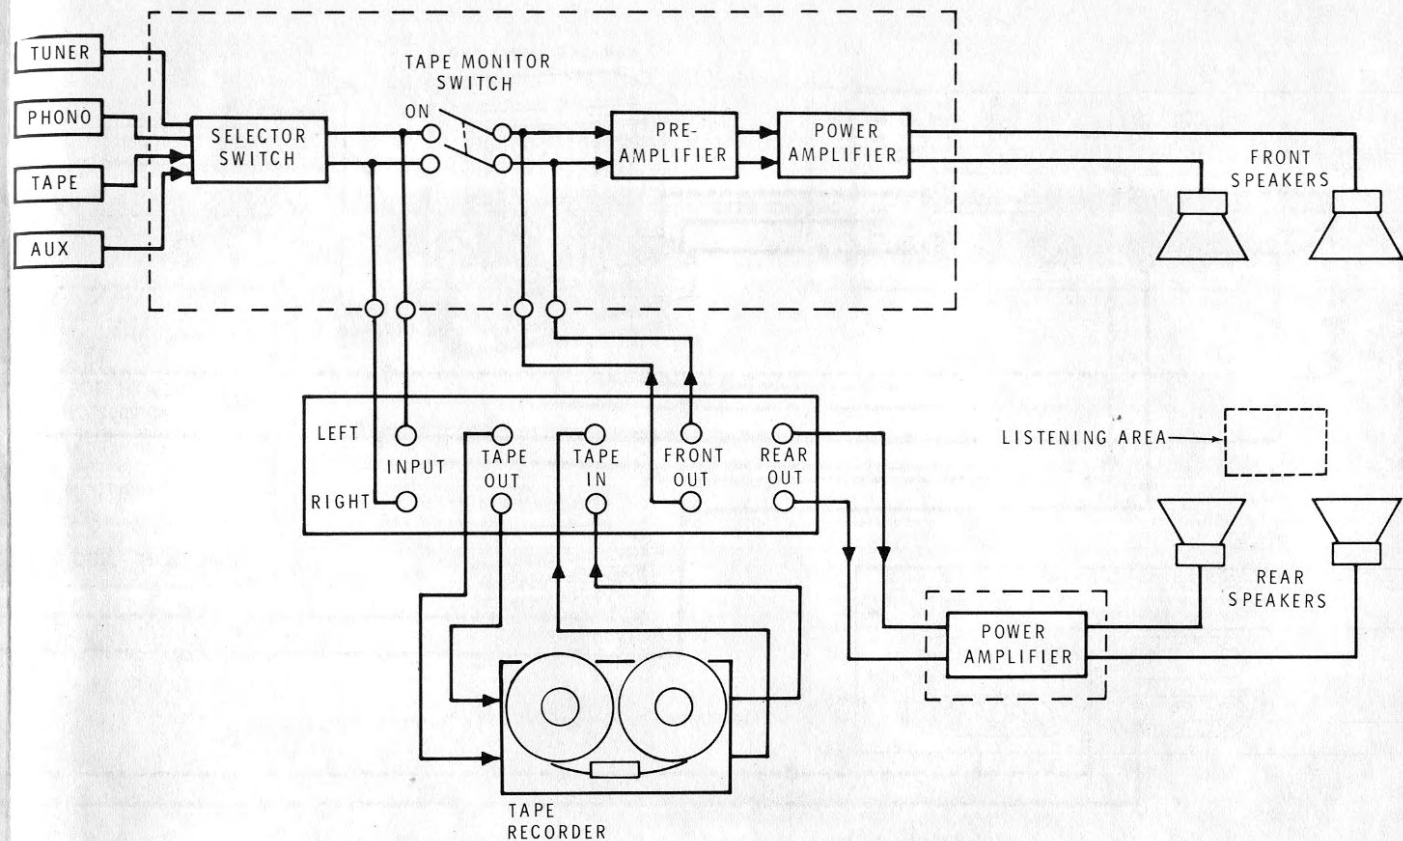 TUNER
PHONO
TAPE
AUX
SELECTOR
SWITCH
TAPE MONITOR
SWITCH
ON
PRE-
AMPLIFIER
POWER
AMPLIFIER
FRONT
SPEAKERS
LEFT
RIGHT
INPUT
TAPE
OUT
TAPE
IN
FRONT
OUT
REAR
OUT
LISTENING AREA
POWER
AMPLIFIER
REAR
SPEAKERS
TAPE
RECORDER